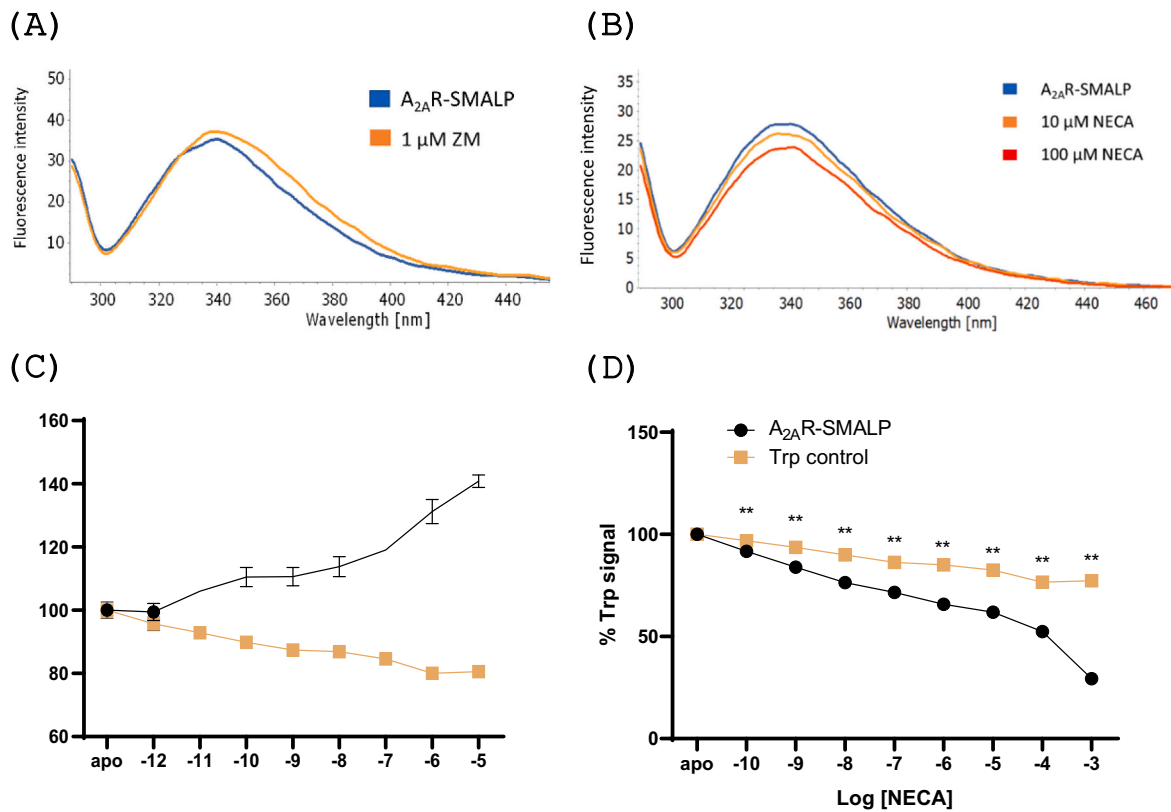 (A)
Fluorescence intensity
50
40
30
20
10
300 320 340 360 380 400 420 440
Wavelength [nm]
A2AR-SMALP
1 μM ZM
(B)
Fluorescence intensity
35
30
25
20
15
10
5
0
300 320 340 360 380 400 420 440 460
Wavelength [nm]
A2AR-SMALP
10 μM NECA
100 μM NECA
(C)
160
140
120
100
80
60
apo -12 -11 -10 -9 -8 -7 -6 -5
(D)
% Trp signal
150
100
50
0
A2AR-SMALP
Trp control
** ** ** ** ** ** ** **
apo -10 -9 -8 -7 -6 -5 -4 -3
Log [NECA]